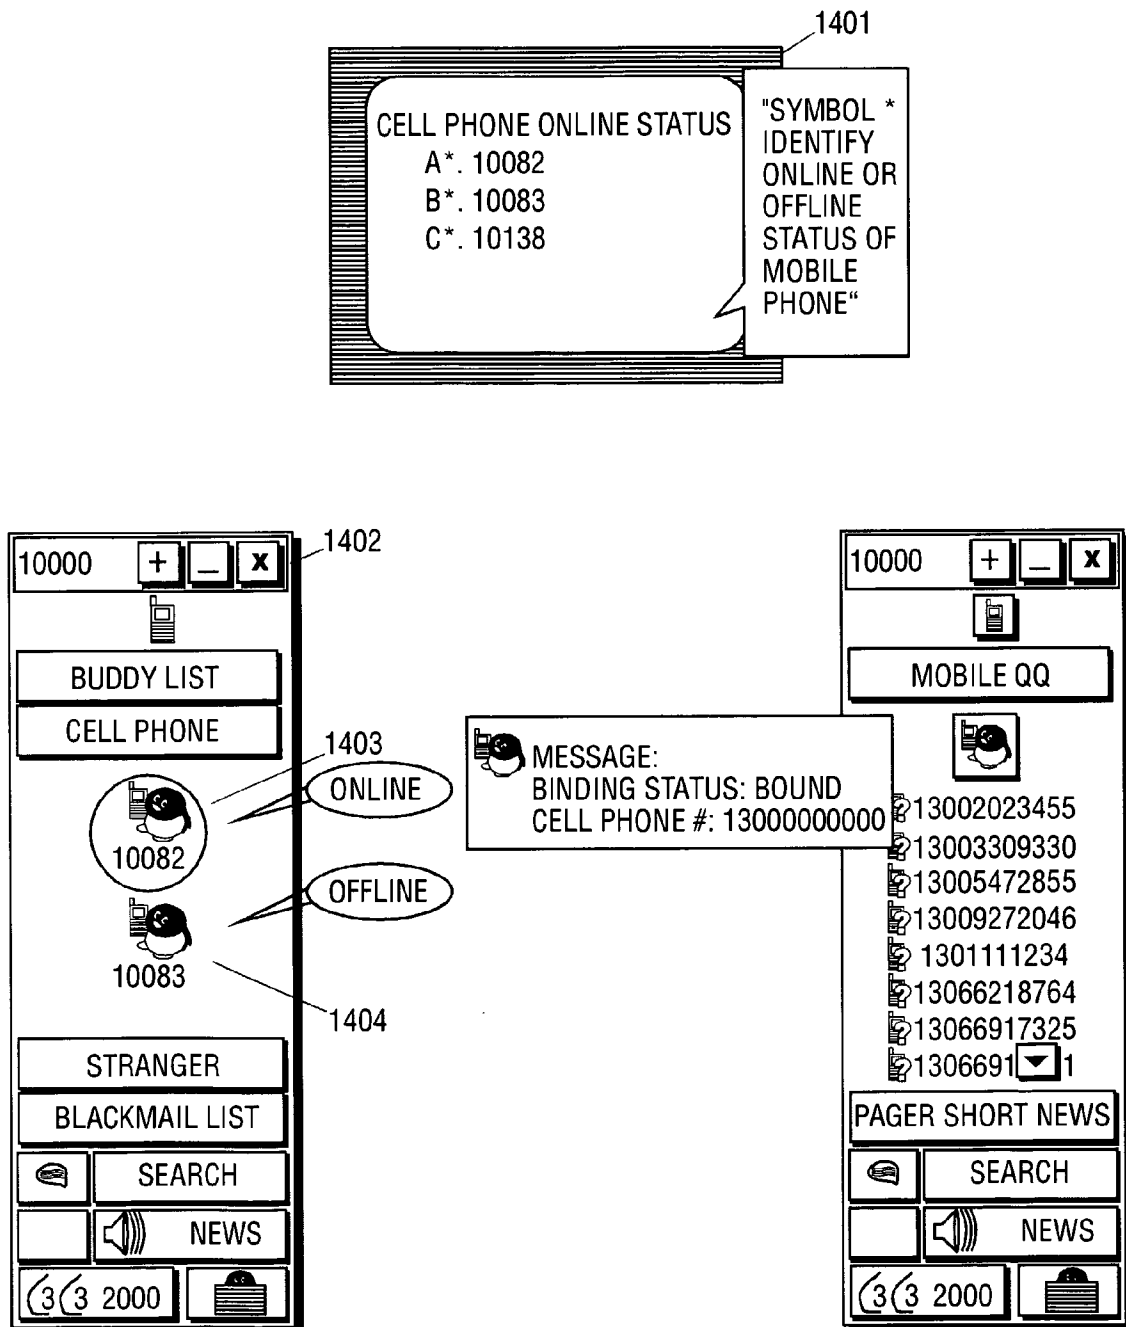 1401
CELL PHONE ONLINE STATUS
A*. 10082
B*. 10083
C*. 10138
"SYMBOL *
IDENTIFY
ONLINE OR
OFFLINE
STATUS OF
MOBILE
PHONE“
10000 + _ x
1402
BUDDY LIST
CELL PHONE
1403
ONLINE
10082
OFFLINE
10083
1404
STRANGER
BLACKMAIL LIST
SEARCH
NEWS
3 3 2000
MESSAGE:
BINDING STATUS: BOUND
CELL PHONE #: 13000000000
10000 + _ x
MOBILE QQ
?13002023455
?13003309330
?13005472855
?13009272046
? 1301111234
?13066218764
?13066917325
?1306691 1
PAGER SHORT NEWS
SEARCH
NEWS
3 3 2000